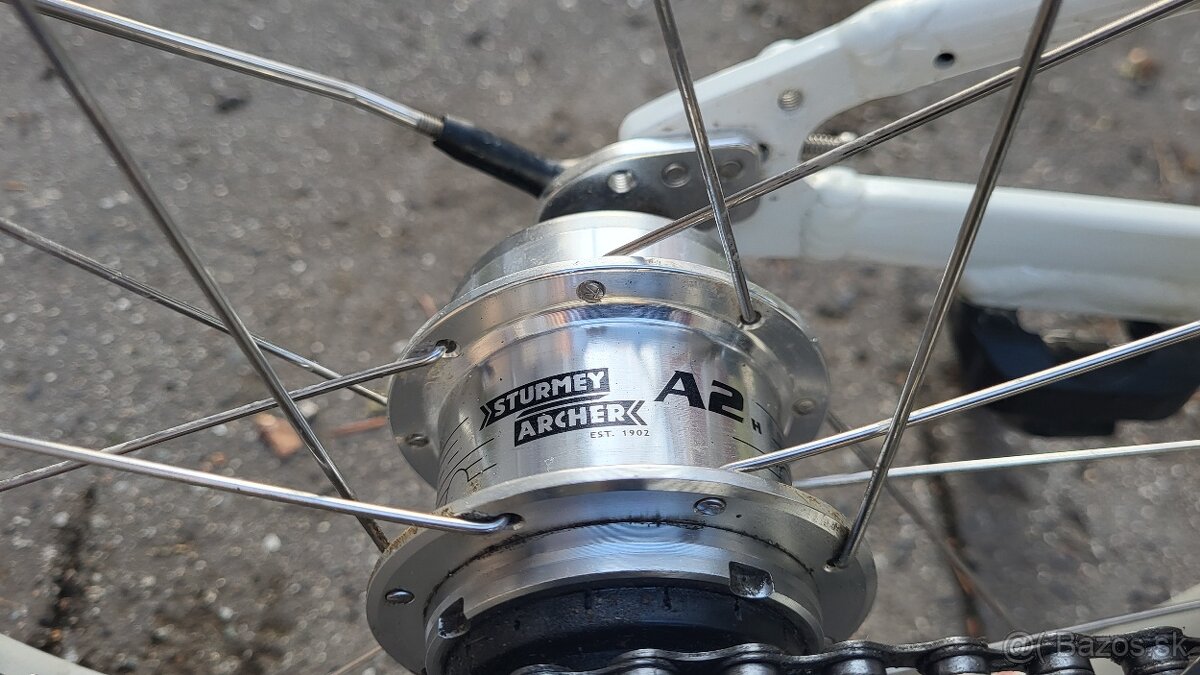 STURMEY
ARCHER
EST. 1902
A2
H
@( Bazos.sk